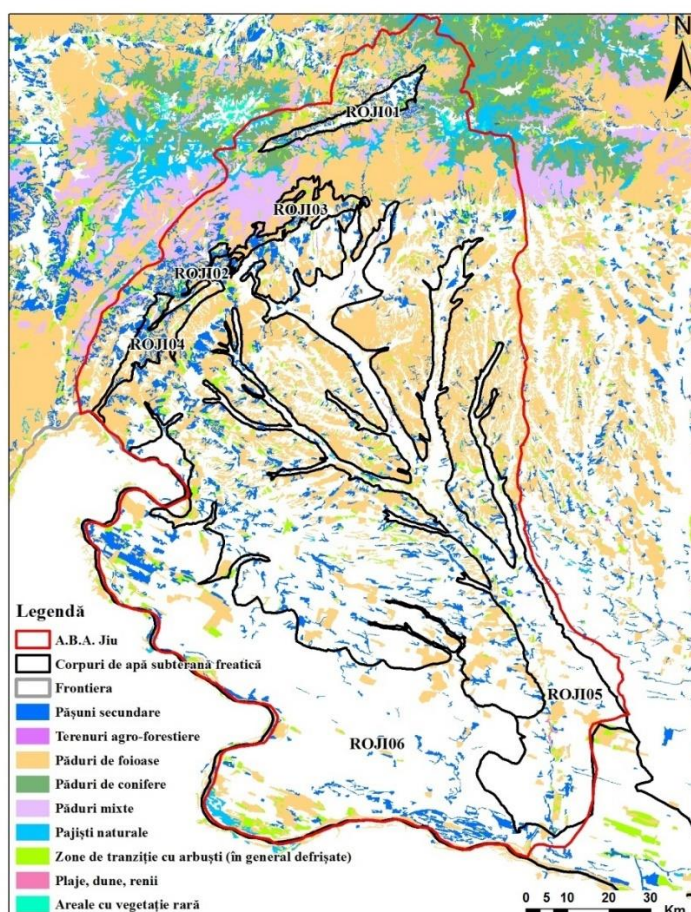 N
ROJI01
ROJI03
ROJI02
ROJI04
ROJI05
ROJI06
Legendă
A.B.A. Jiu
Corpuri de apă subterană freatică
Frontiera
Pășuni secundare
Terenuri agro-forestiere
Păduri de foioase
Păduri de conifere
Păduri mixte
Pajiști naturale
Zone de tranziție cu arbuști (în general defrișate)
Plaje, dune, renii
Areale cu vegetație rară
0 5 10 20 30
Km